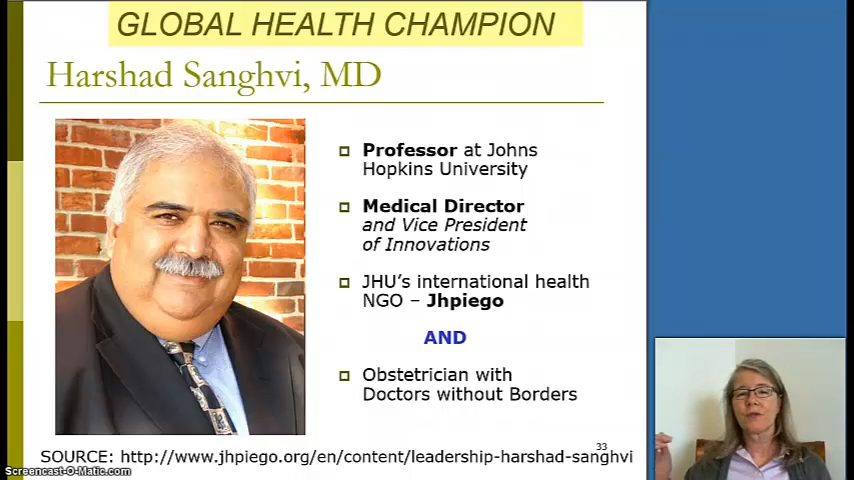 GLOBAL HEALTH CHAMPION
Harshad Sanghvi, MD
Professor at Johns
Hopkins University
Medical Director
and Vice President
of Innovations
JHU's international health
NGO – Jhpiego
AND
Obstetrician with
Doctors without Borders
33
SOURCE: http://www.jhpiego.org/en/content/leadership-harshad-sanghvi
Screencast-O-Matic.com